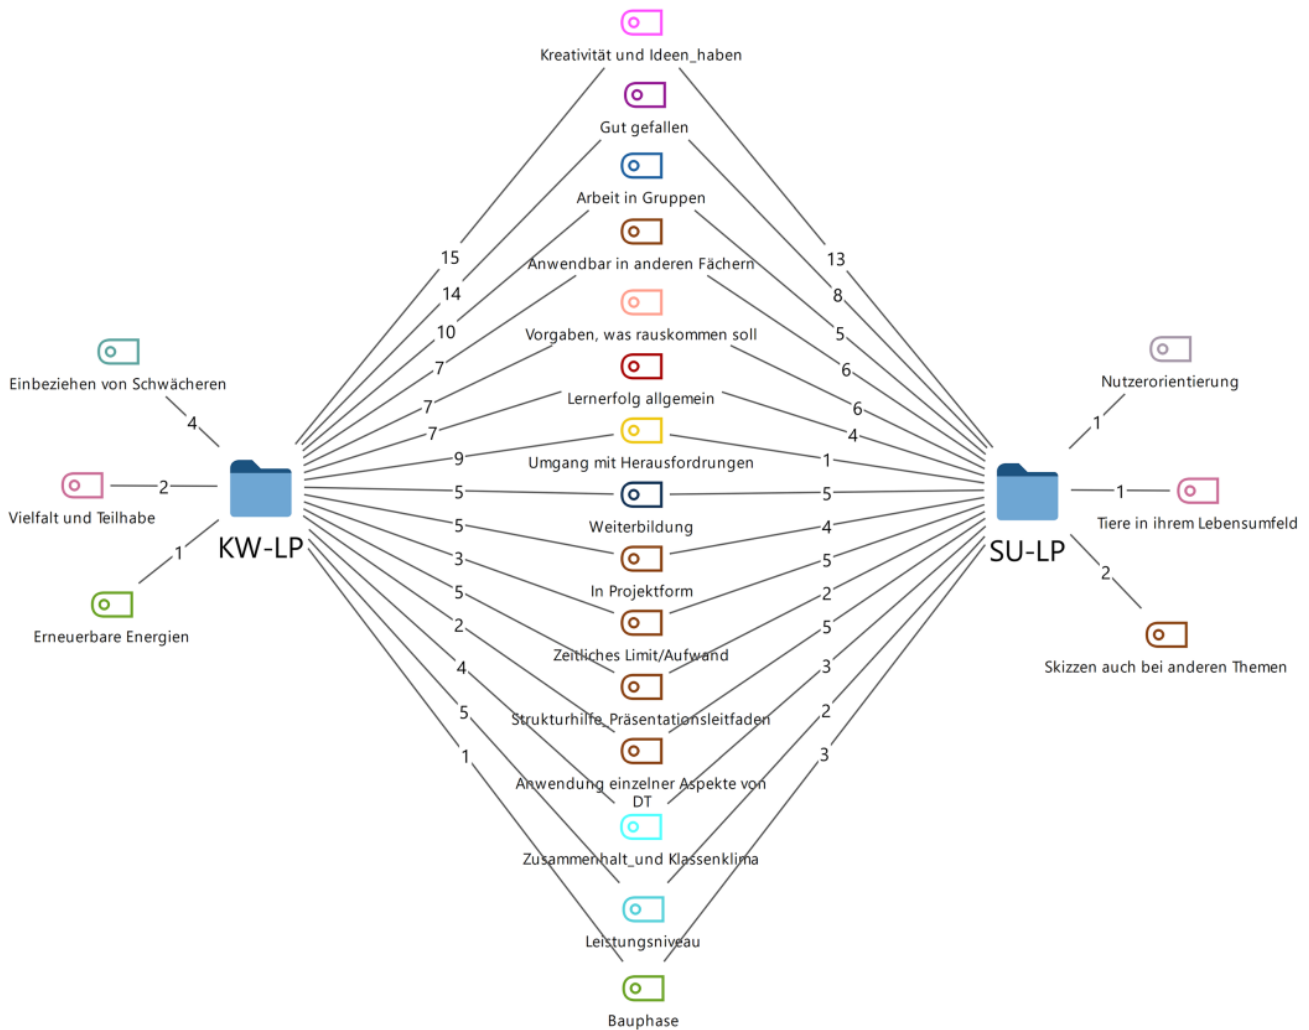 Kreativität und Ideen_haben
Gut gefallen
Arbeit in Gruppen
Anwendbar in anderen Fächern
Vorgaben, was rauskommen soll
Lernerfolg allgemein
Umgang mit Herausfordrungen
Weiterbildung
In Projektform
Zeitliches Limit/Aufwand
Strukturhilfe_Präsentationsleitfaden
Anwendung einzelner Aspekte von
DT
Zusammenhalt_und Klassenklima
Leistungsniveau
Bauphase
Einbeziehen von Schwächeren
4
Vielfalt und Teilhabe
2
Erneuerbare Energien
1
KW-LP
15
14
10
7
7
7
9
5
5
3
5
2
4
5
1
13
8
5
6
6
4
1
5
4
5
2
5
3
2
3
SU-LP
Nutzerorientierung
1
Tiere in ihrem Lebensumfeld
1
Skizzen auch bei anderen Themen
2